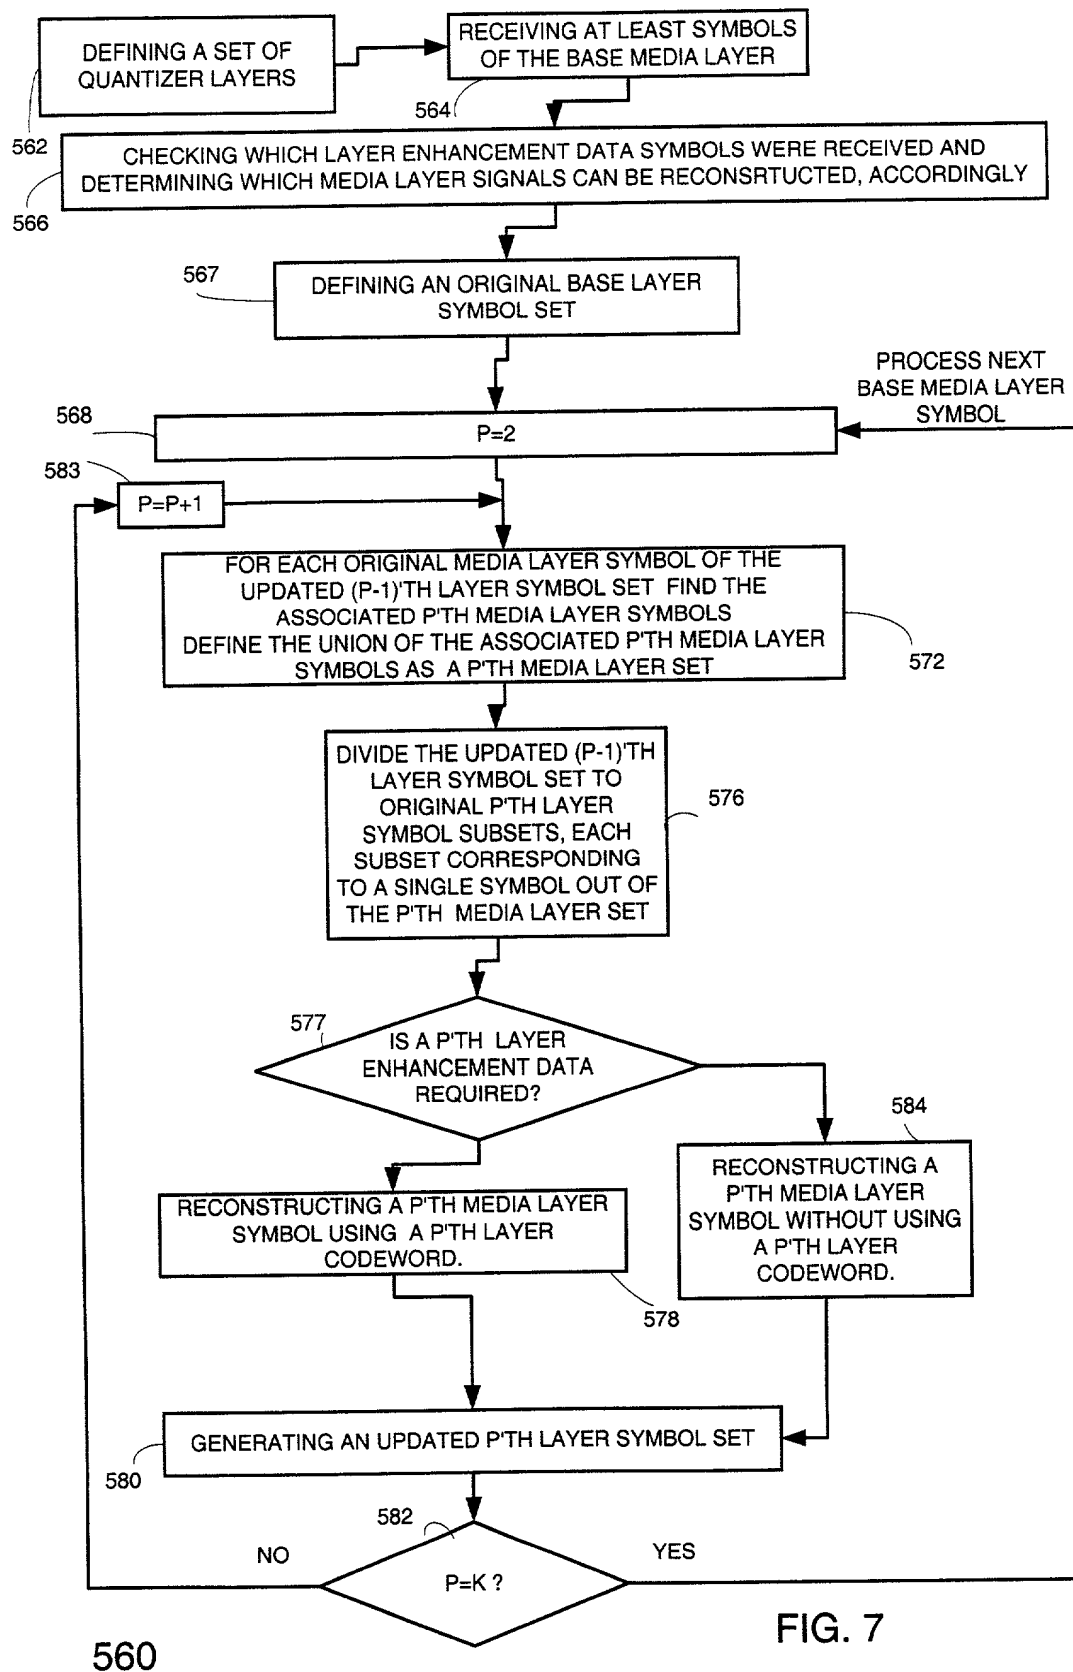 DEFINING A SET OF
QUANTIZER LAYERS
RECEIVING AT LEAST SYMBOLS
OF THE BASE MEDIA LAYER
564
562
CHECKING WHICH LAYER ENHANCEMENT DATA SYMBOLS WERE RECEIVED AND
DETERMINING WHICH MEDIA LAYER SIGNALS CAN BE RECONSRTUCTED, ACCORDINGLY
566
567
DEFINING AN ORIGINAL BASE LAYER
SYMBOL SET
PROCESS NEXT
BASE MEDIA LAYER
SYMBOL
568
P=2
583
P=P+1
FOR EACH ORIGINAL MEDIA LAYER SYMBOL OF THE
UPDATED (P-1)'TH LAYER SYMBOL SET FIND THE
ASSOCIATED P'TH MEDIA LAYER SYMBOLS
DEFINE THE UNION OF THE ASSOCIATED P'TH MEDIA LAYER
SYMBOLS AS A P'TH MEDIA LAYER SET
572
DIVIDE THE UPDATED (P-1)'TH
LAYER SYMBOL SET TO
ORIGINAL P'TH LAYER
SYMBOL SUBSETS, EACH
SUBSET CORRESPONDING
TO A SINGLE SYMBOL OUT OF
THE P'TH MEDIA LAYER SET
576
577
IS A P'TH LAYER
ENHANCEMENT DATA
REQUIRED?
584
RECONSTRUCTING A
P'TH MEDIA LAYER
SYMBOL WITHOUT USING
A P'TH LAYER
CODEWORD.
RECONSTRUCTING A P'TH MEDIA LAYER
SYMBOL USING A P'TH LAYER
CODEWORD.
578
GENERATING AN UPDATED P'TH LAYER SYMBOL SET
580
582
NO
YES
P=K ?
FIG. 7
560